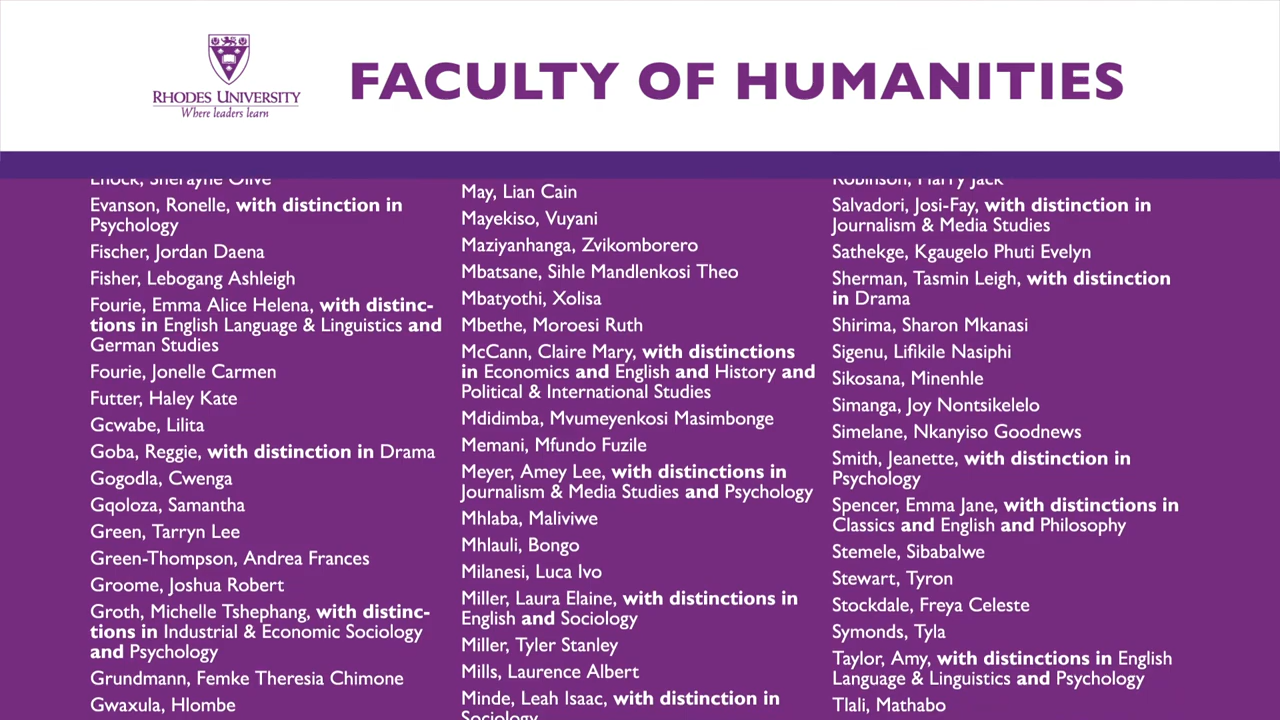 RHODES UNIVERSITY
Where leaders learn
FACULTY OF HUMANITIES
Enock, Sherayne Olive
Evanson, Ronelle, with distinction in
Psychology
Fischer, Jordan Daena
Fisher, Lebogang Ashleigh
Fourie, Emma Alice Helena, with distinc-
tions in English Language & Linguistics and
German Studies
Fourie, Jonelle Carmen
Futter, Haley Kate
Gcwabe, Lilita
Goba, Reggie, with distinction in Drama
Gogodla, Cwenga
Gqoloza, Samantha
Green, Tarryn Lee
Green-Thompson, Andrea Frances
Groome, Joshua Robert
Groth, Michelle Tshephang, with distinc-
tions in Industrial & Economic Sociology
and Psychology
Grundmann, Femke Theresia Chimone
Gwaxula, Hlombe
May, Lian Cain
Mayekiso, Vuyani
Maziyanhanga, Zvikomborero
Mbatsane, Sihle Mandlenkosi Theo
Mbatyothi, Xolisa
Mbethe, Moroesi Ruth
McCann, Claire Mary, with distinctions
in Economics and English and History and
Political & International Studies
Mdidimba, Mvumeyenkosi Masimbonge
Memani, Mfundo Fuzile
Meyer, Amey Lee, with distinctions in
Journalism & Media Studies and Psychology
Mhlaba, Maliviwe
Mhlauli, Bongo
Milanesi, Luca Ivo
Miller, Laura Elaine, with distinctions in
English and Sociology
Miller, Tyler Stanley
Mills, Laurence Albert
Minde, Leah Isaac, with distinction in
Sociology
Robinson, Harry Jack
Salvadori, Josi-Fay, with distinction in
Journalism & Media Studies
Sathekge, Kgaugelo Phuti Evelyn
Sherman, Tasmin Leigh, with distinction
in Drama
Shirima, Sharon Mkanasi
Sigenu, Lifikile Nasiphi
Sikosana, Minenhle
Simanga, Joy Nontsikelelo
Simelane, Nkanyiso Goodnews
Smith, Jeanette, with distinction in
Psychology
Spencer, Emma Jane, with distinctions in
Classics and English and Philosophy
Stemele, Sibabalwe
Stewart, Tyron
Stockdale, Freya Celeste
Symonds, Tyla
Taylor, Amy, with distinctions in English
Language & Linguistics and Psychology
Tlali, Mathabo